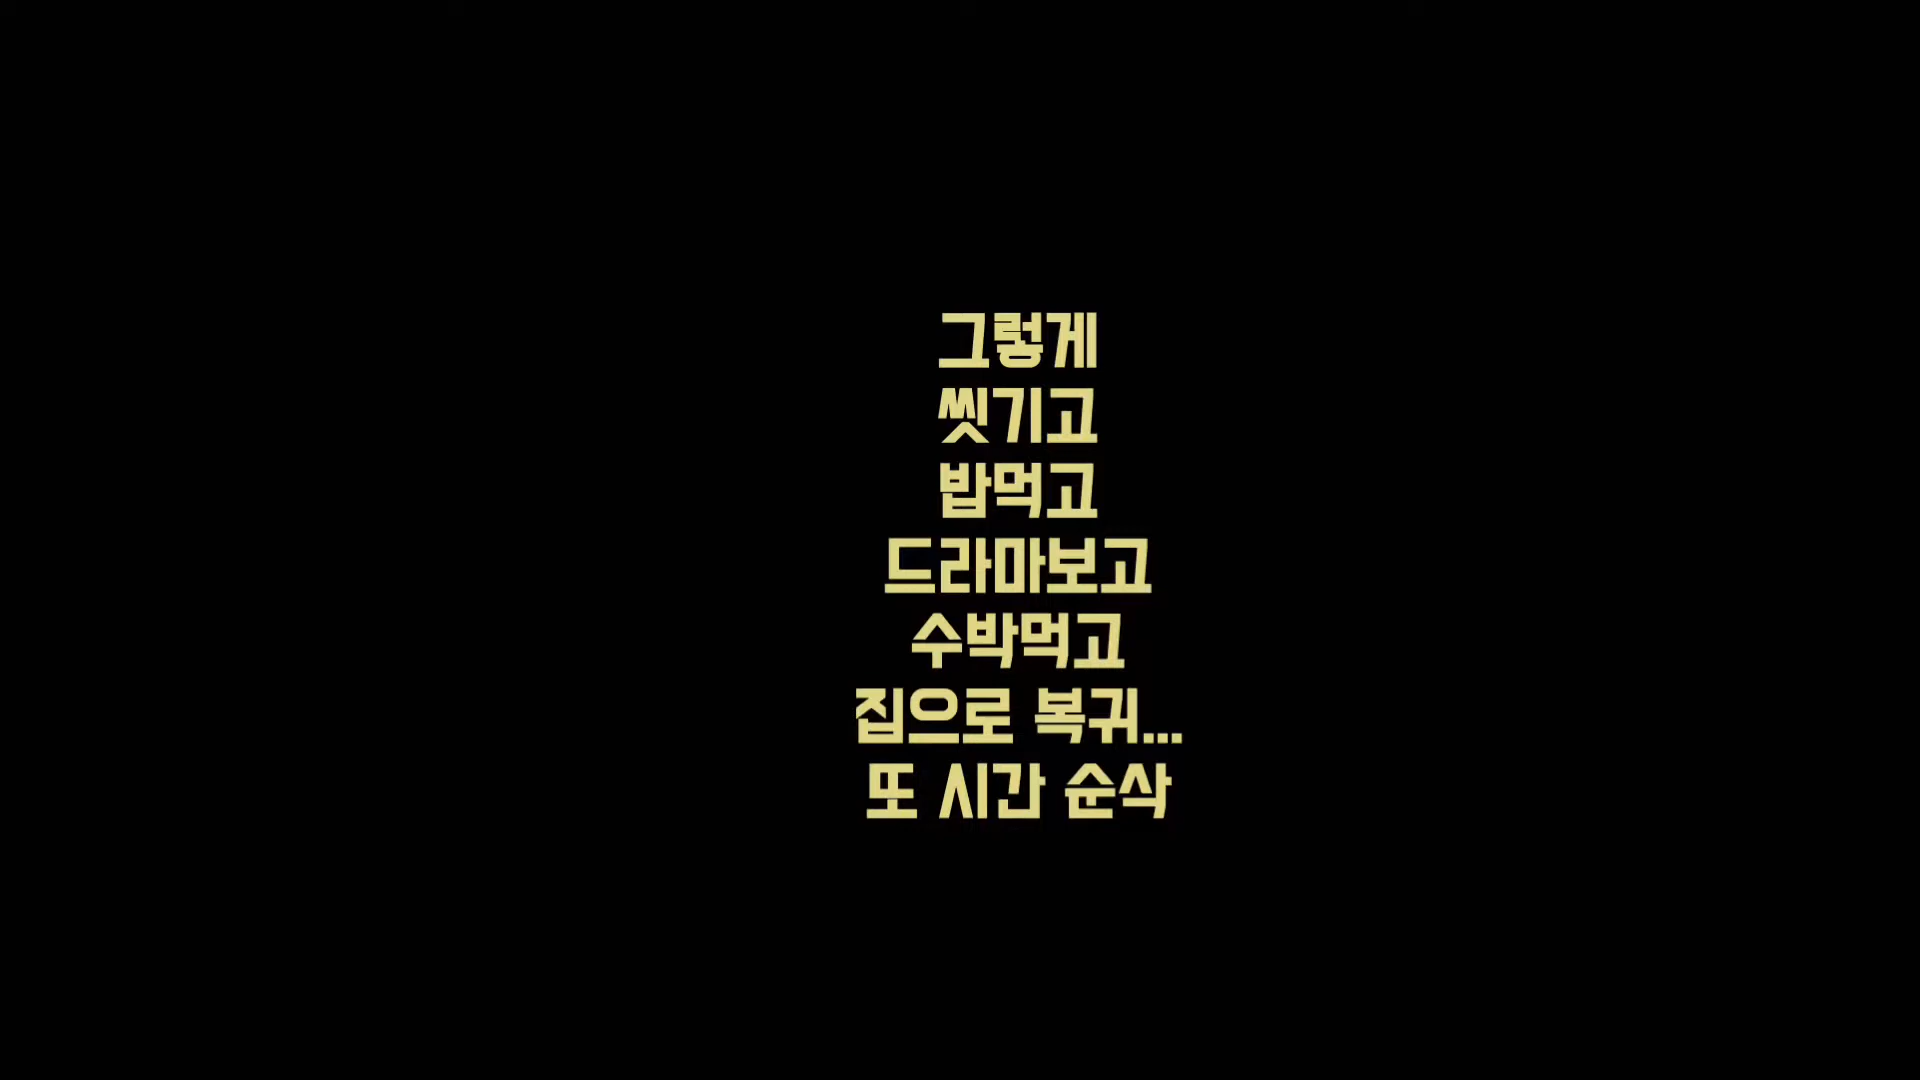 그렇게
씻기고
밥먹고
드라마보고
수박먹고
집으로 복귀...
또 시간 순삭